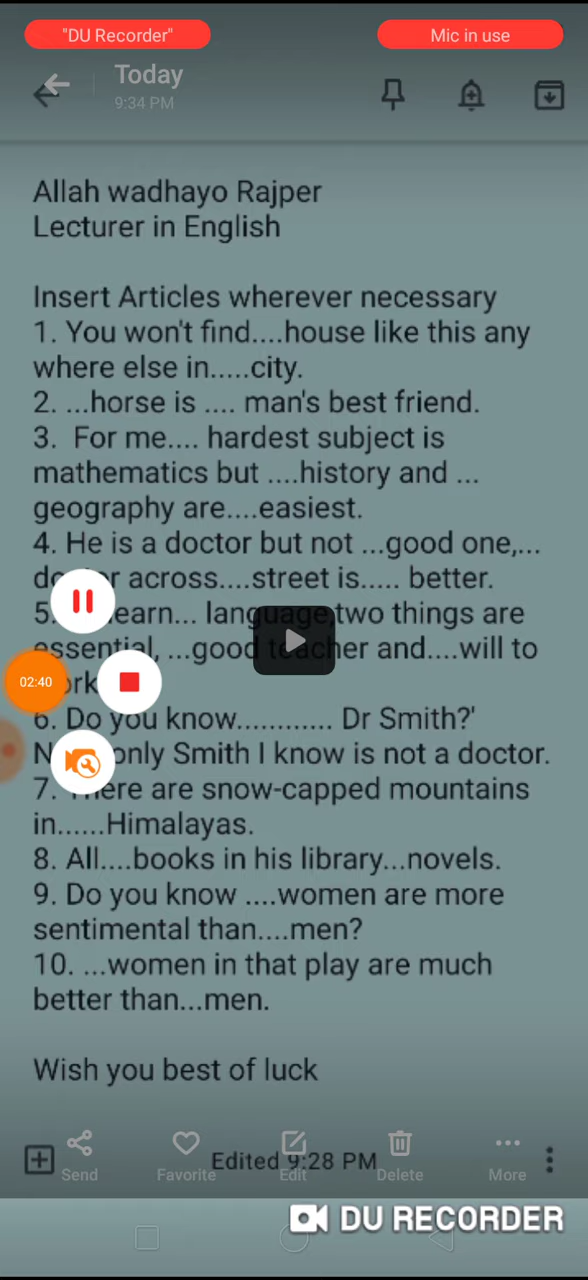 "DU Recorder"
Mic in use
Today
9:34 PM
Allah wadhayo Rajper
Lecturer in English
Insert Articles wherever necessary
1. You won't find....house like this any
where else in.....city.
2. ...horse is .... man's best friend.
3. For me.... hardest subject is
mathematics but ....history and ...
geography are....easiest.
4. He is a doctor but not ...good one,...
across....street is..... better.
5. language,two things are
essential, ...good teacher and....will to
02:40
6. Do you know............ Dr Smith?'
only Smith I know is not a doctor.
7. There are snow-capped mountains
in......Himalayas.
8. All....books in his library...novels.
9. Do you know ....women are more
sentimental than....men?
10. ...women in that play are much
better than...men.
Wish you best of luck
Edited 9:28 PM
Send
Favorite
Edit
Delete
More
DU RECORDER